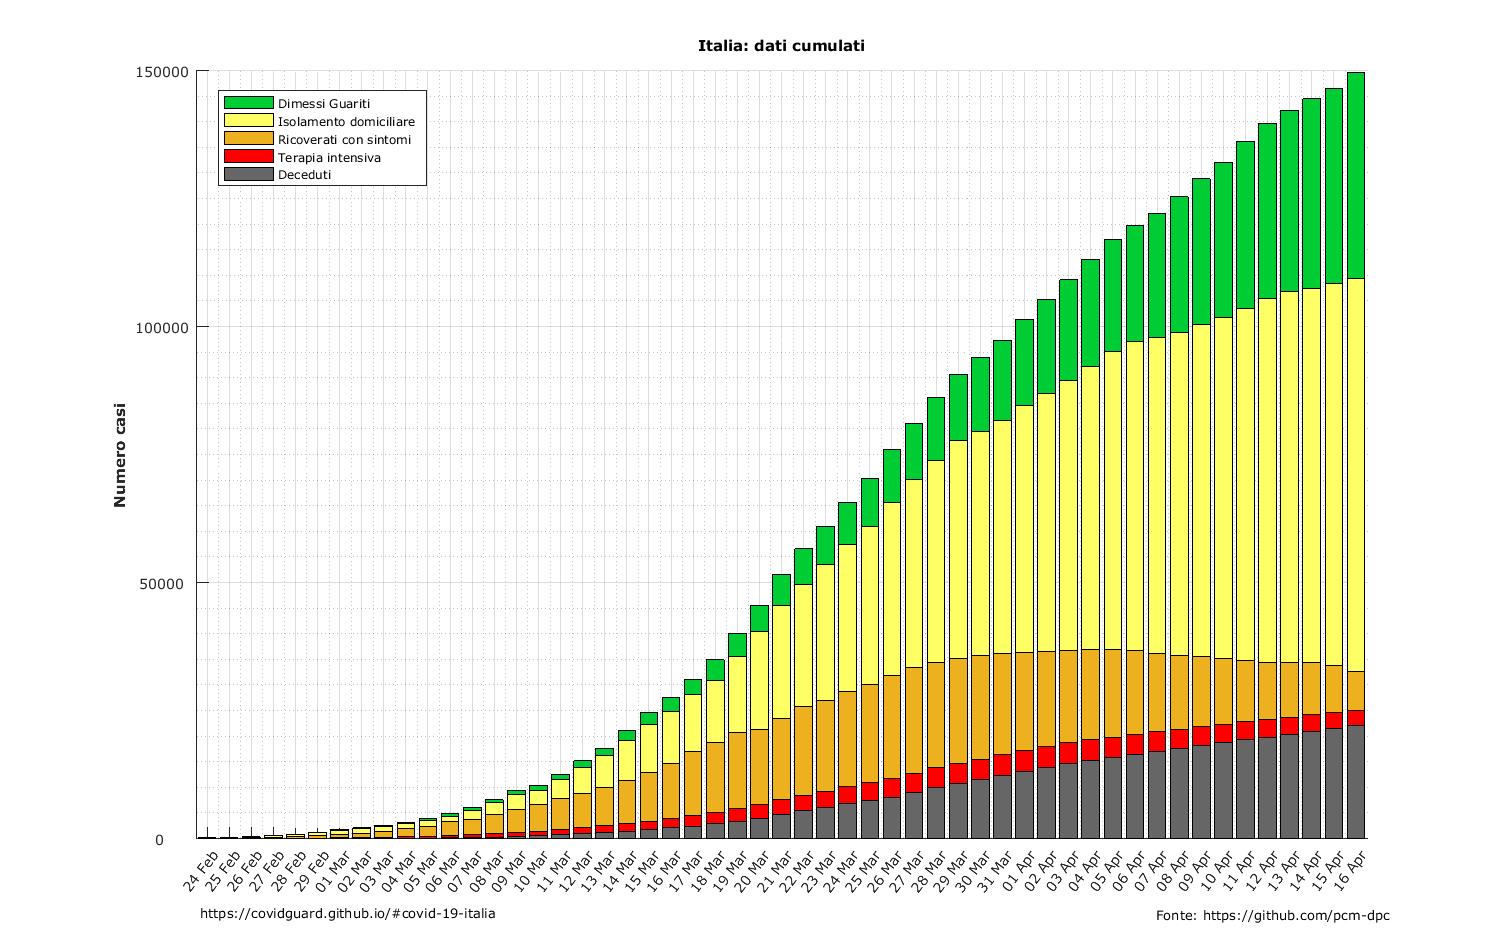 Italia: dati cumulati
150000
100000
50000
0
Numero casi
Dimessi Guariti
Isolamento domiciliare
Ricoverati con sintomi
Terapia intensiva
Deceduti
24 Feb
25 Feb
26 Feb
27 Feb
28 Feb
29 Feb
01 Mar
02 Mar
03 Mar
04 Mar
05 Mar
06 Mar
07 Mar
08 Mar
09 Mar
10 Mar
11 Mar
12 Mar
13 Mar
14 Mar
15 Mar
16 Mar
17 Mar
18 Mar
19 Mar
20 Mar
21 Mar
22 Mar
23 Mar
24 Mar
25 Mar
26 Mar
27 Mar
28 Mar
29 Mar
30 Mar
31 Mar
01 Apr
02 Apr
03 Apr
04 Apr
05 Apr
06 Apr
07 Apr
08 Apr
09 Apr
10 Apr
11 Apr
12 Apr
13 Apr
14 Apr
15 Apr
16 Apr
https://covidguard.github.io/#covid-19-italia
Fonte: https://github.com/pcm-dpc